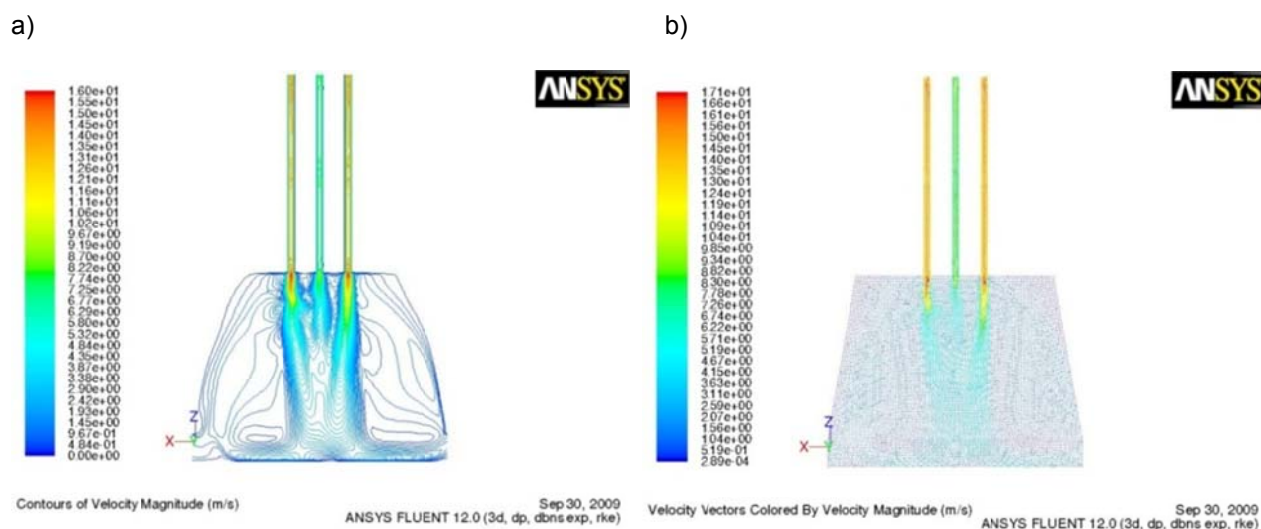 a)
b)
ANSYS
1.60e+01
1.55e+01
1.50e+01
1.45e+01
1.40e+01
1.35e+01
1.31e+01
1.26e+01
1.21e+01
1.16e+01
1.11e+01
1.06e+01
1.02e+01
9.67e+00
9.19e+00
8.70e+00
8.22e+00
7.74e+00
7.25e+00
6.77e+00
6.29e+00
5.80e+00
5.32e+00
4.84e+00
4.35e+00
3.87e+00
3.38e+00
2.90e+00
2.42e+00
1.93e+00
1.45e+00
9.67e-01
4.84e-01
0.00e+00
Z
X
Contours of Velocity Magnitude (m/s)
Sep 30, 2009
ANSYS FLUENT 12.0 (3d, dp, dbns exp, rke)
ANSYS
1.71e+01
1.66e+01
1.61e+01
1.56e+01
1.50e+01
1.45e+01
1.40e+01
1.35e+01
1.30e+01
1.24e+01
1.19e+01
1.14e+01
1.09e+01
1.04e+01
9.85e+00
9.34e+00
8.82e+00
8.30e+00
7.78e+00
7.26e+00
6.74e+00
6.22e+00
5.71e+00
5.19e+00
4.67e+00
4.15e+00
3.63e+00
3.11e+00
2.59e+00
2.07e+00
1.56e+00
1.04e+00
5.19e-01
2.89e-04
Z
X
Velocity Vectors Colored By Velocity Magnitude (m/s)
Sep 30, 2009
ANSYS FLUENT 12.0 (3d, dp, dbns exp, rke)